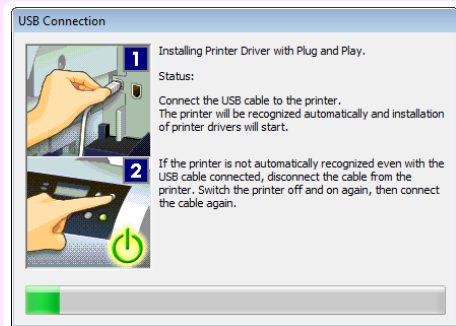 USB Connection
1
Installing Printer Driver with Plug and Play.
Status:
Connect the USB cable to the printer.
The printer will be recognized automatically and installation
of printer drivers will start.
2
If the printer is not automatically recognized even with the
USB cable connected, disconnect the cable from the
printer. Switch the printer off and on again, then connect
the cable again.